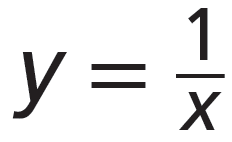 y = 1/x